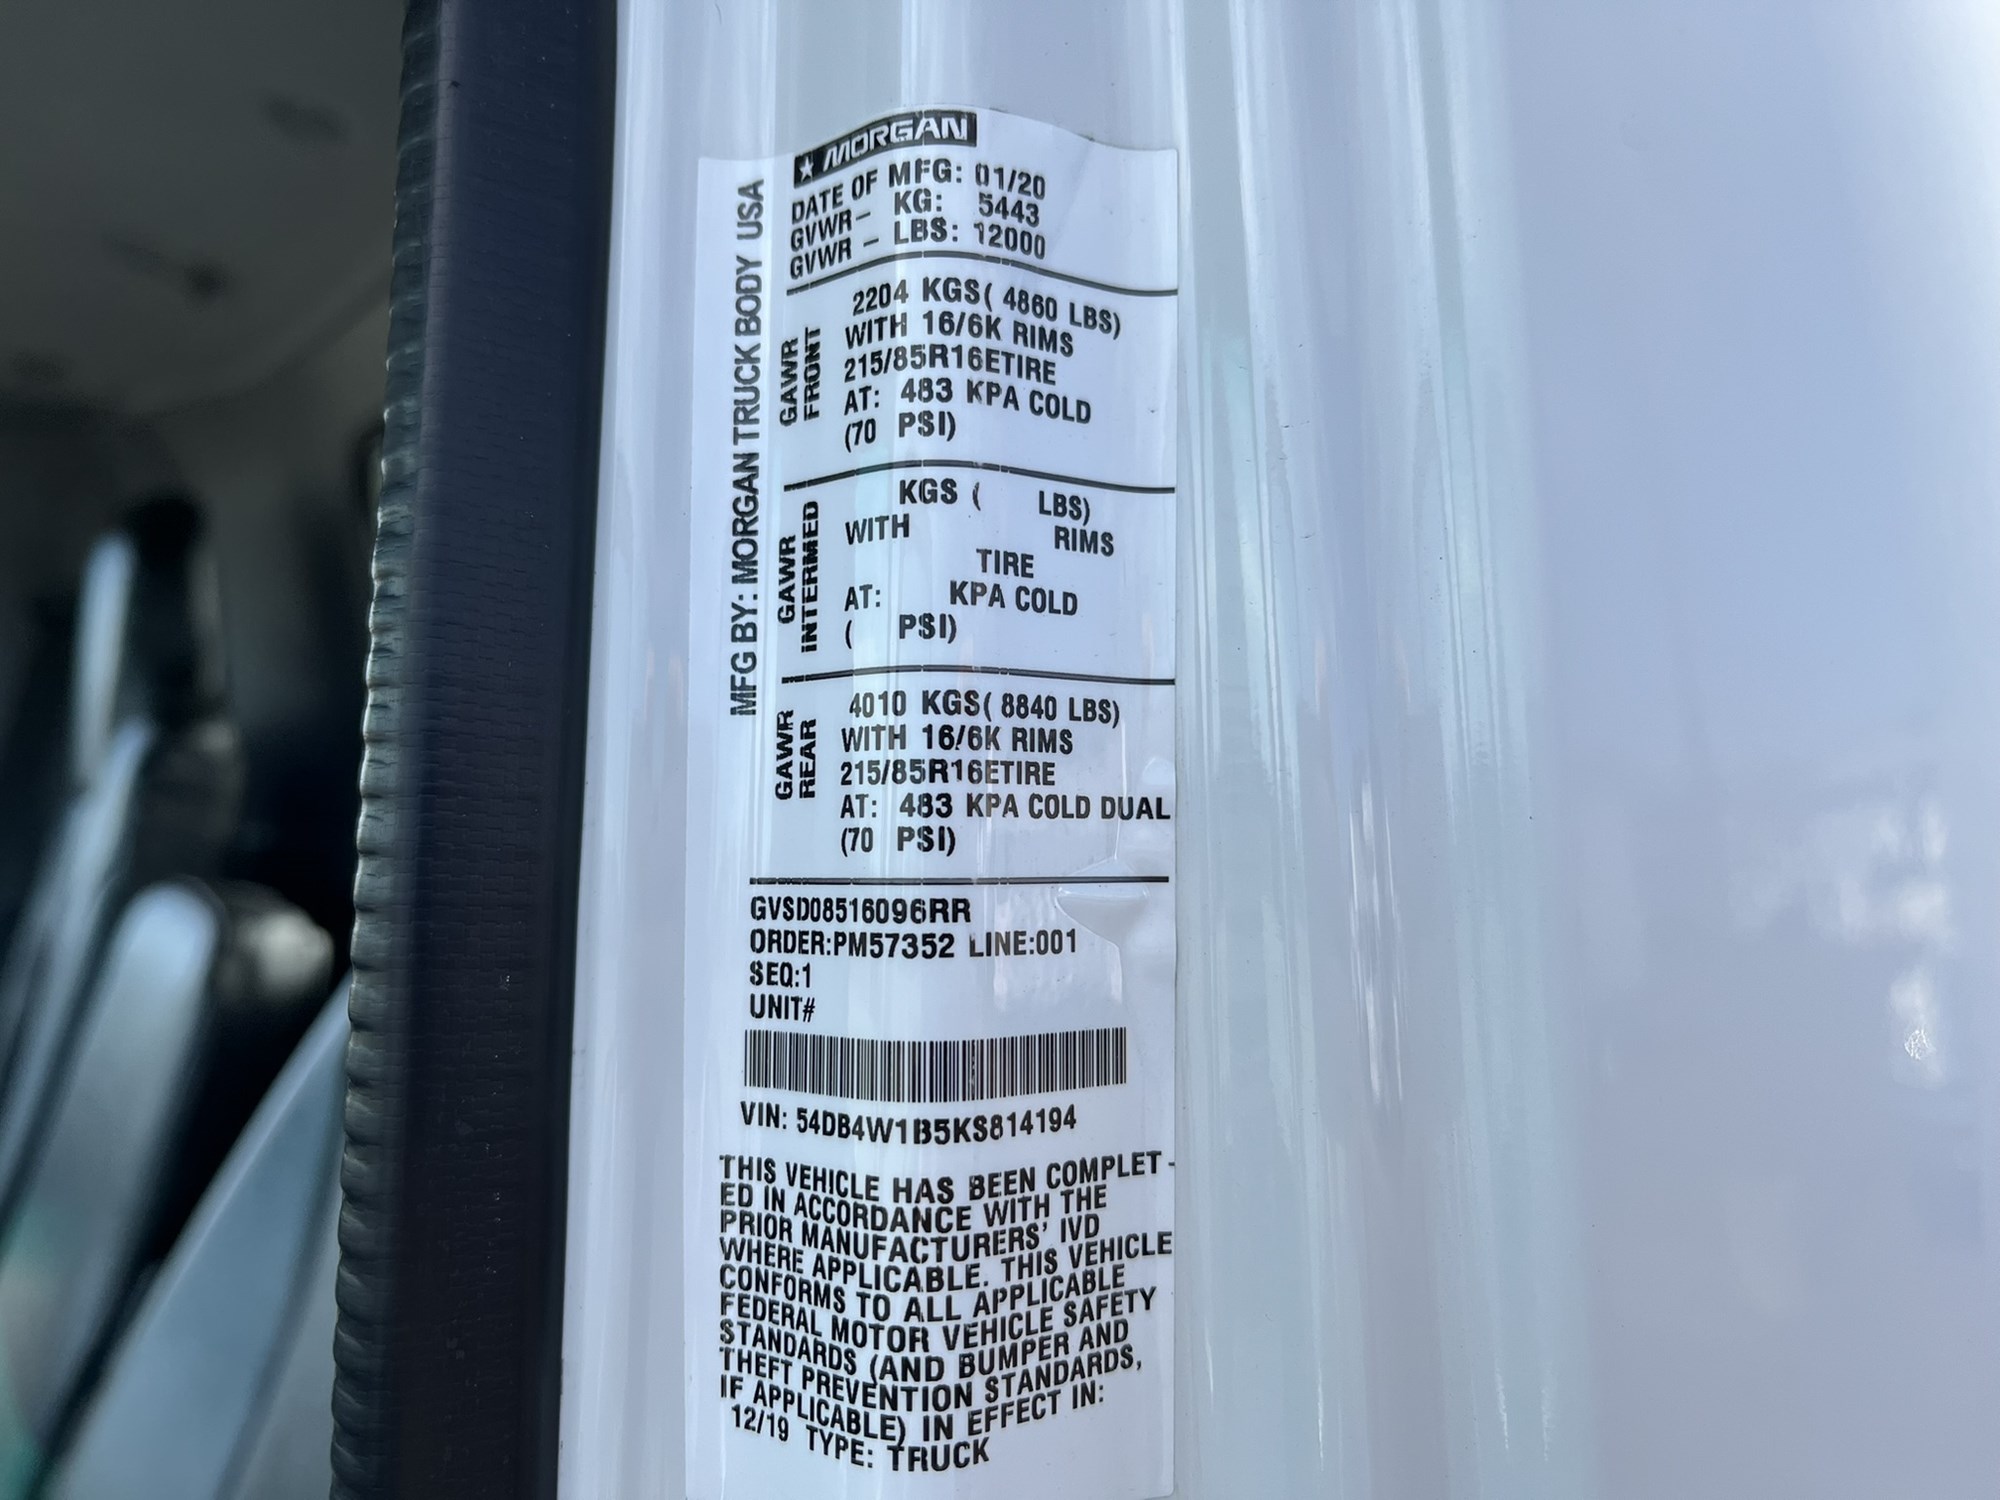 MORGAN
MFG BY: MORGAN TRUCK BODY USA
DATE OF MFG: 01/20
GVWR- KG: 5443
GVWR - LBS: 12000
GAWR
FRONT
2204 KGS( 4860 LBS)
WITH 16/6K RIMS
215/85R16ETIRE
AT: 483 KPA COLD
(70 PSI)
GAWR
INTERMED
KGS ( LBS)
WITH RIMS
TIRE
AT: KPA COLD
( PSI)
GAWR
REAR
4010 KGS( 8840 LBS)
WITH 16/6K RIMS
215/85R16ETIRE
AT: 483 KPA COLD DUAL
(70 PSI)
GVSD08516096RR
ORDER:PM57352 LINE:001
SEQ:1
UNIT#
VIN: 54DB4W1B5KS814194
THIS VEHICLE HAS BEEN COMPLET-
ED IN ACCORDANCE WITH THE
PRIOR MANUFACTURERS' IVD
WHERE APPLICABLE. THIS VEHICLE
CONFORMS TO ALL APPLICABLE
FEDERAL MOTOR VEHICLE SAFETY
STANDARDS (AND BUMPER AND
THEFT PREVENTION STANDARDS,
IF APPLICABLE) IN EFFECT IN:
12/19 TYPE: TRUCK